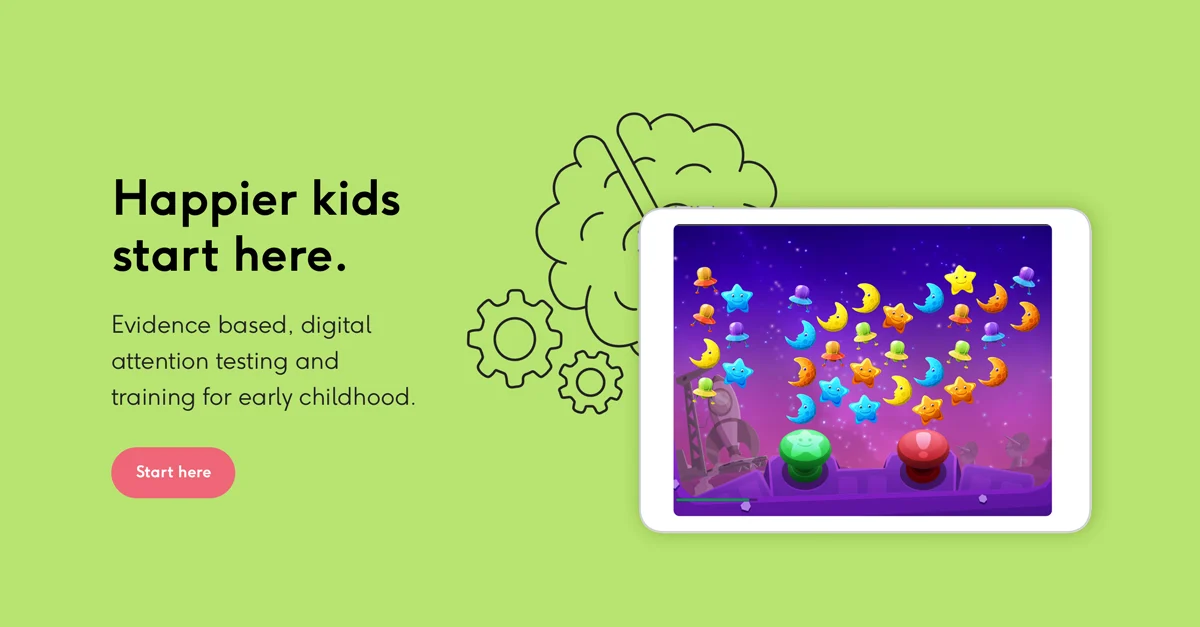 Happier kids
start here.
Evidence based, digital
attention testing and
training for early childhood.
Start here